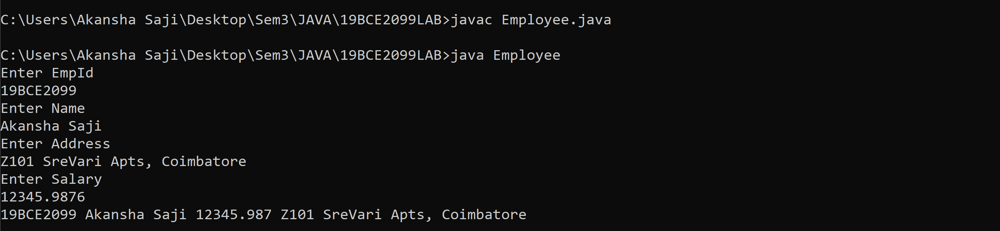 C:\Users\Akansha Saji\Desktop\Sem3\JAVA\19BCE2099LAB>javac Employee.java
C:\Users\Akansha Saji\Desktop\Sem3\JAVA\19BCE2099LAB>java Employee
Enter EmpId
19BCE2099
Enter Name
Akansha Saji
Enter Address
Z101 SreVari Apts, Coimbatore
Enter Salary
12345.9876
19BCE2099 Akansha Saji 12345.987 Z101 SreVari Apts, Coimbatore